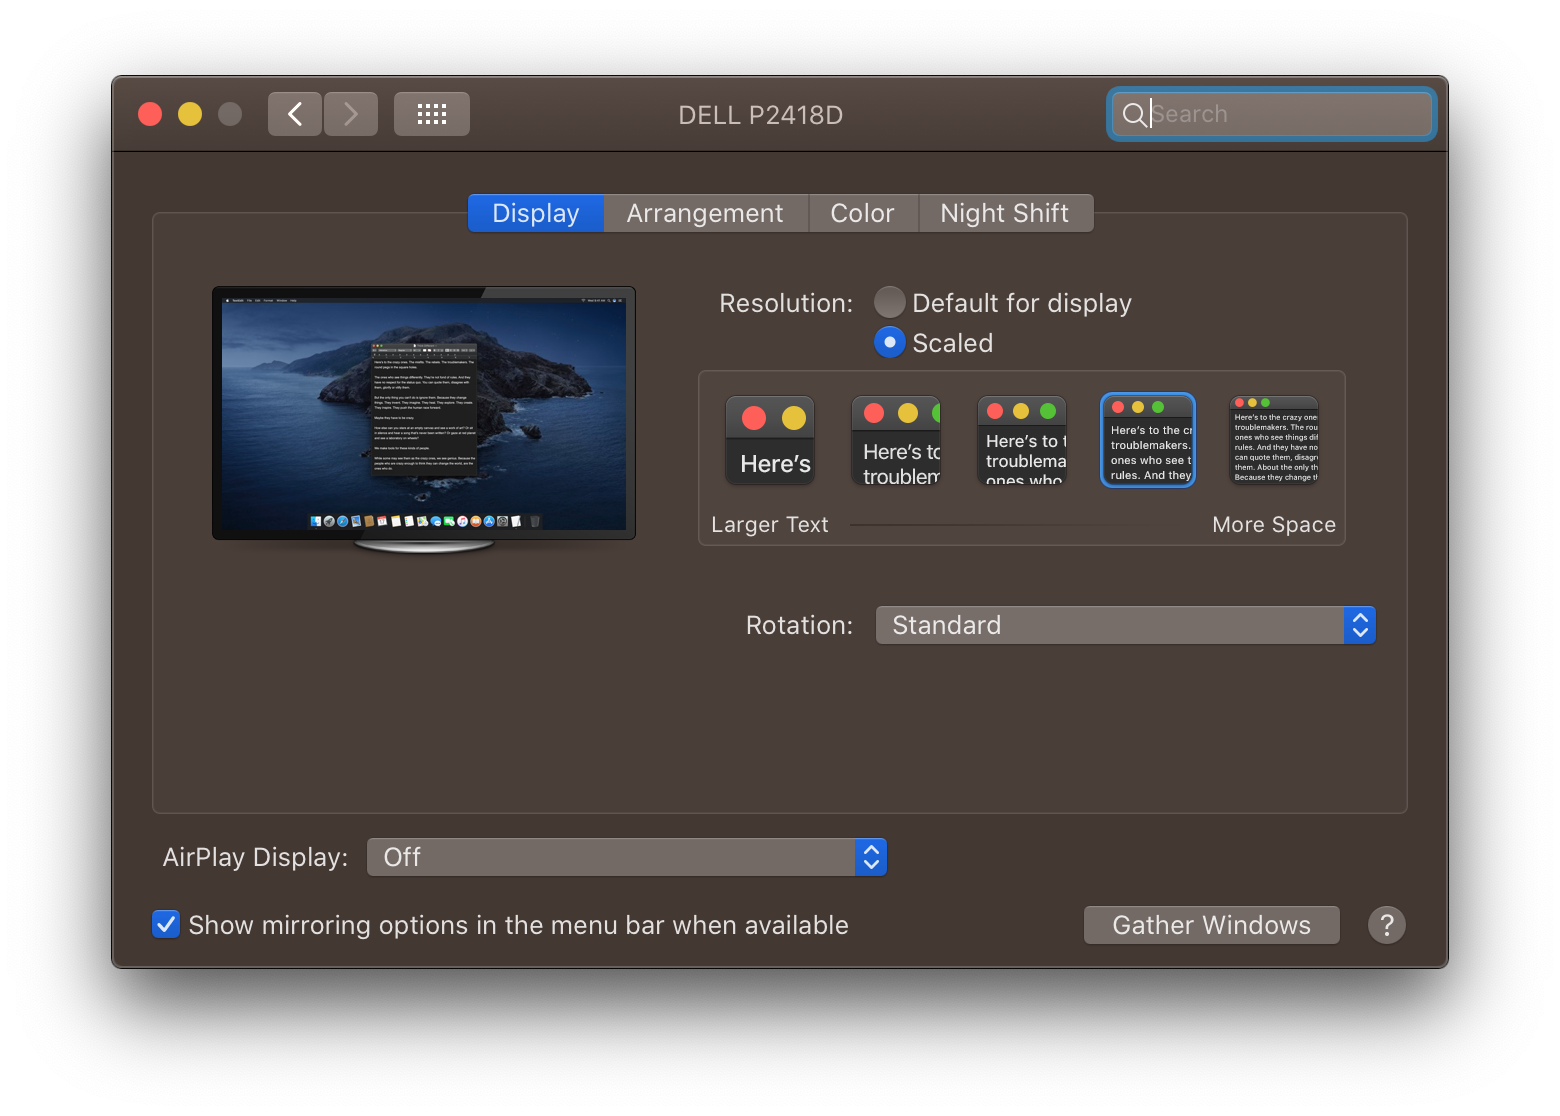 DELL P2418D
Search
Display Arrangement Color Night Shift
Resolution: Default for display
Scaled
Here's
Here's to
troublem
Here's to t
troublema
ones who
Here's to the cr
troublemakers.
ones who see t
rules. And they
Here's to the crazy one
troublemakers. The rou
ones who see things dif
rules. And they have no
can quote them, disagre
them. About the only th
Because they change th
Larger Text More Space
Rotation: Standard
AirPlay Display: Off
Show mirroring options in the menu bar when available
Gather Windows ?